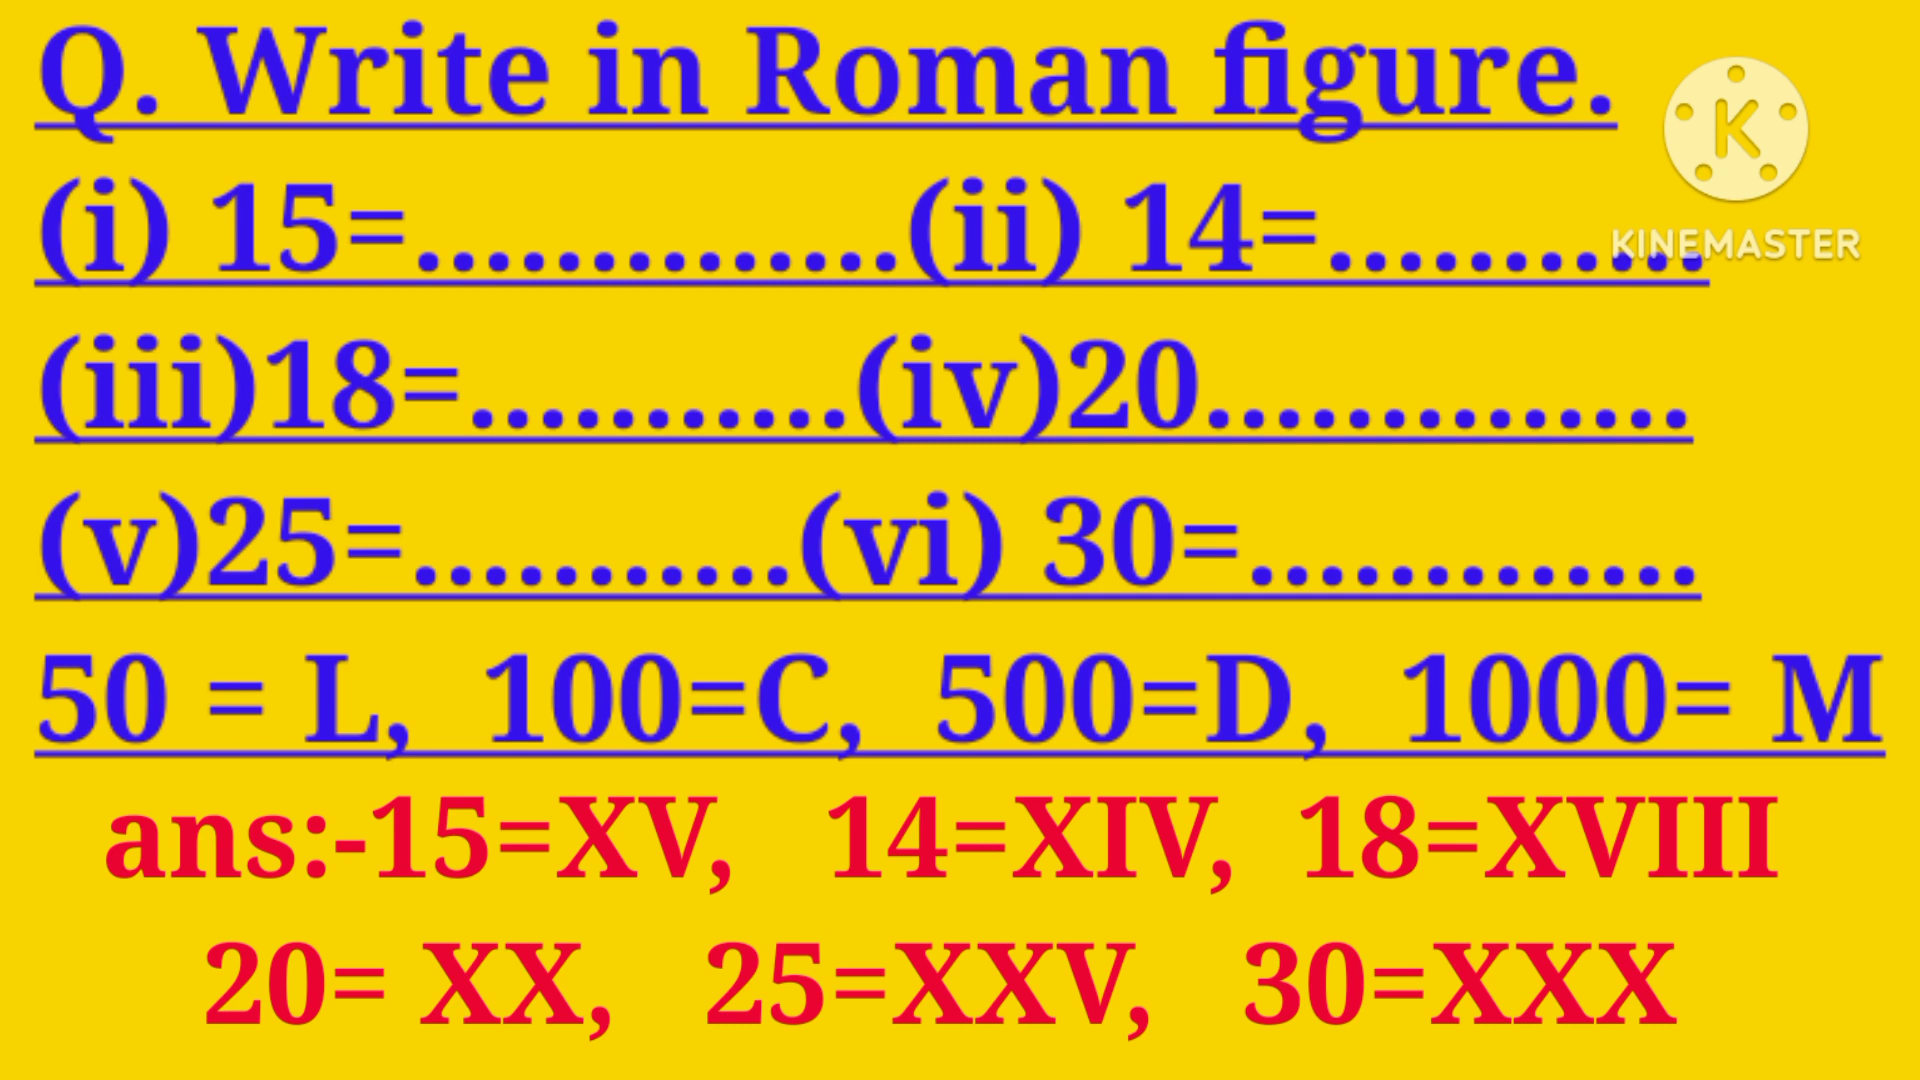 Q. Write in Roman figure.
K
KINEMASTER
(i) 15=..............(ii) 14=...........
(iii)18=...........(iv)20..............
(v)25=...........(vi) 30=.............
50 = L,  100=C,  500=D,  1000= M
ans:-15=XV,   14=XIV,  18=XVIII
20= XX,   25=XXV,   30=XXX